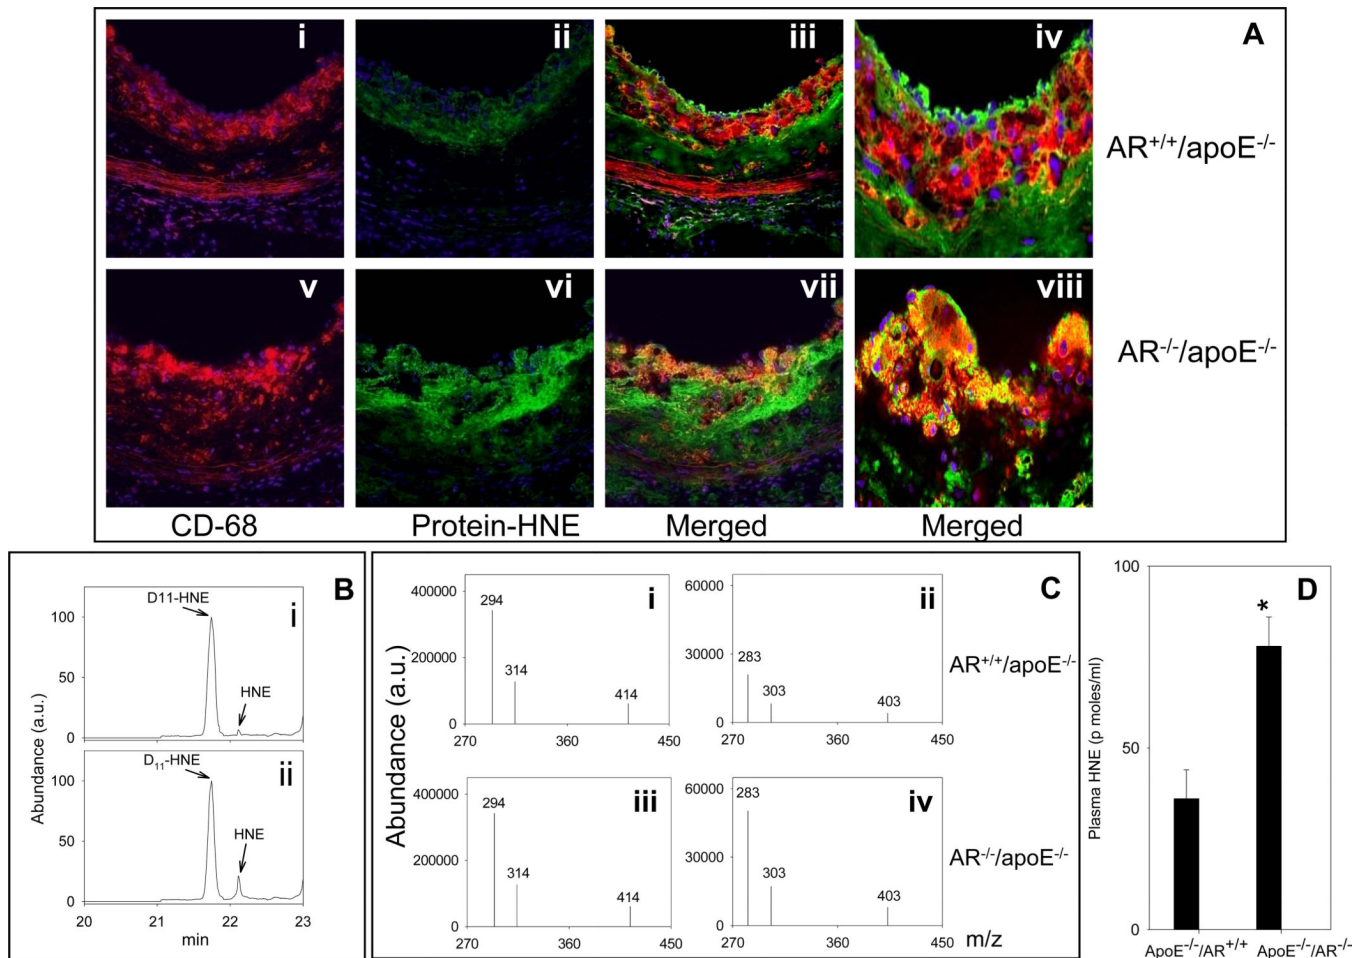 i
ii
iii
iv
A
AR+/+/apoE-/-
v
vi
vii
viii
AR-/-/apoE-/-
CD-68
Protein-HNE
Merged
Merged
B
i
D11-HNE
HNE
100
50
0
ii
D11-HNE
HNE
100
50
0
Abundance (a.u.)
20
21
22
23
min
C
Abundance (a.u.)
i
400000
200000
0
294
314
414
270
360
450
ii
60000
30000
0
283
303
403
270
360
450
AR+/+/apoE-/-
iii
400000
200000
0
294
314
414
270
360
450
iv
60000
30000
0
283
303
403
270
360
450
AR-/-/apoE-/-
m/z
D
*
Plasma HNE (p moles/ml)
100
50
0
ApoE-/-/AR+/+
ApoE-/-/AR-/-